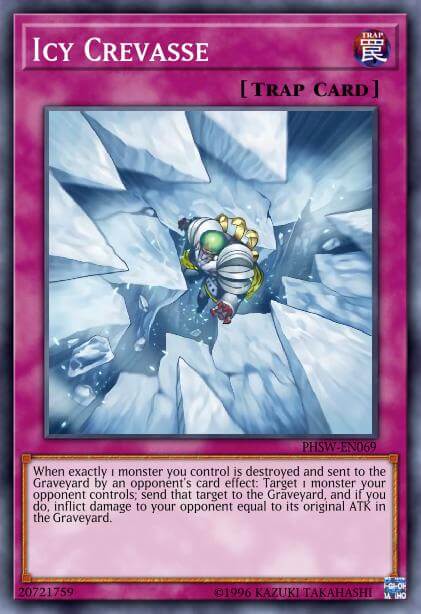 Icy Crevasse
TRAP
罠
[Trap Card]
PHSW-EN069
When exactly 1 monster you control is destroyed and sent to the
Graveyard by an opponent's card effect: Target 1 monster your
opponent controls; send that target to the Graveyard, and if you
do, inflict damage to your opponent equal to its original ATK in
the Graveyard.
20721759
©1996 KAZUKI TAKAHASHI